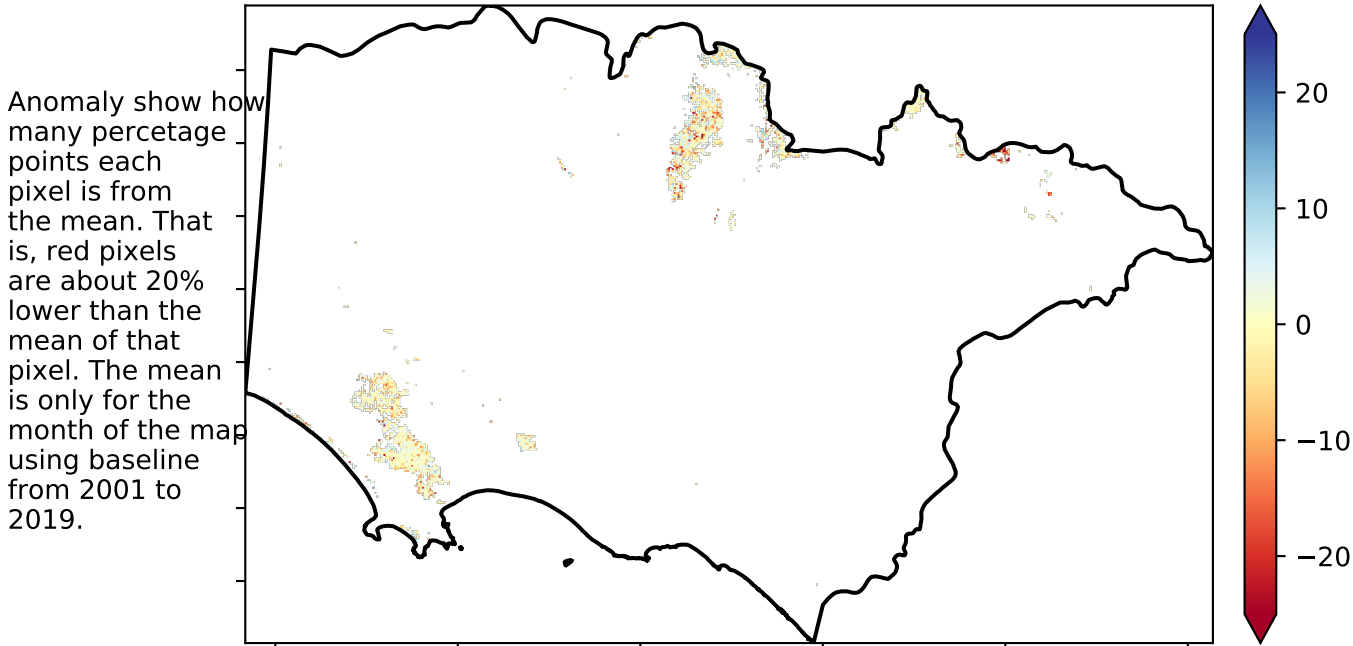 Anomaly show how
many percetage
points each
pixel is from
the mean. That
is, red pixels
are about 20%
lower than the
mean of that
pixel. The mean
is only for the
month of the map
using baseline
from 2001 to
2019.
20
10
0
−10
−20